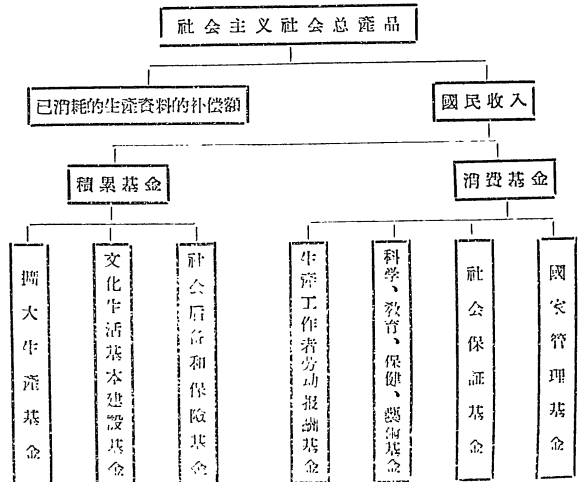 社会主义社会总產品
已消耗的生產資料的补偿額
國民收入
積累基金
消費基金
擴大生產基金
文化生活基本建設基金
社会后备和保險基金
生產工作者劳动报酬基金
科学、敎育、保健、藝術基金
社会保証基金
國家管理基金